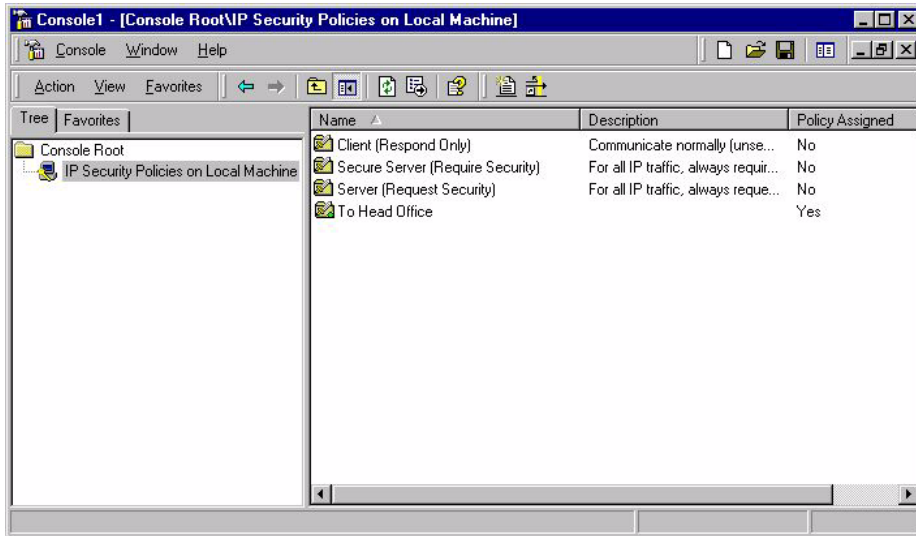 Console1 - [Console Root\IP Security Policies on Local Machine]
Console Window Help
Action View Favorites
Tree Favorites
Name Description Policy Assigned
Console Root
IP Security Policies on Local Machine
Client (Respond Only) Communicate normally (unse... No
Secure Server (Require Security) For all IP traffic, always requir... No
Server (Request Security) For all IP traffic, always reque... No
To Head Office Yes